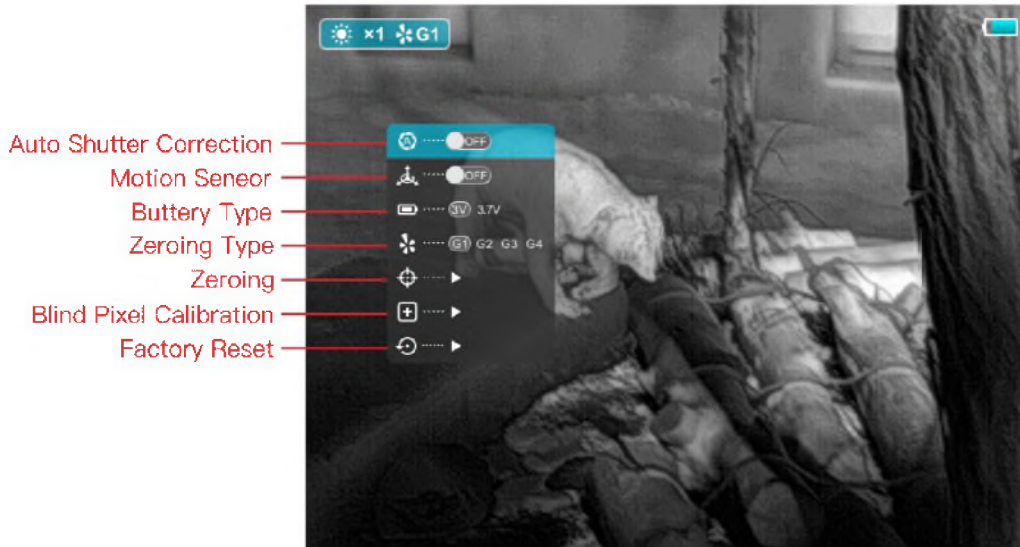 ×1 G1
Auto Shutter Correction OFF
Motion Seneor OFF
Buttery Type 3V 3.7V
Zeroing Type G1 G2 G3 G4
Zeroing
Blind Pixel Calibration
Factory Reset